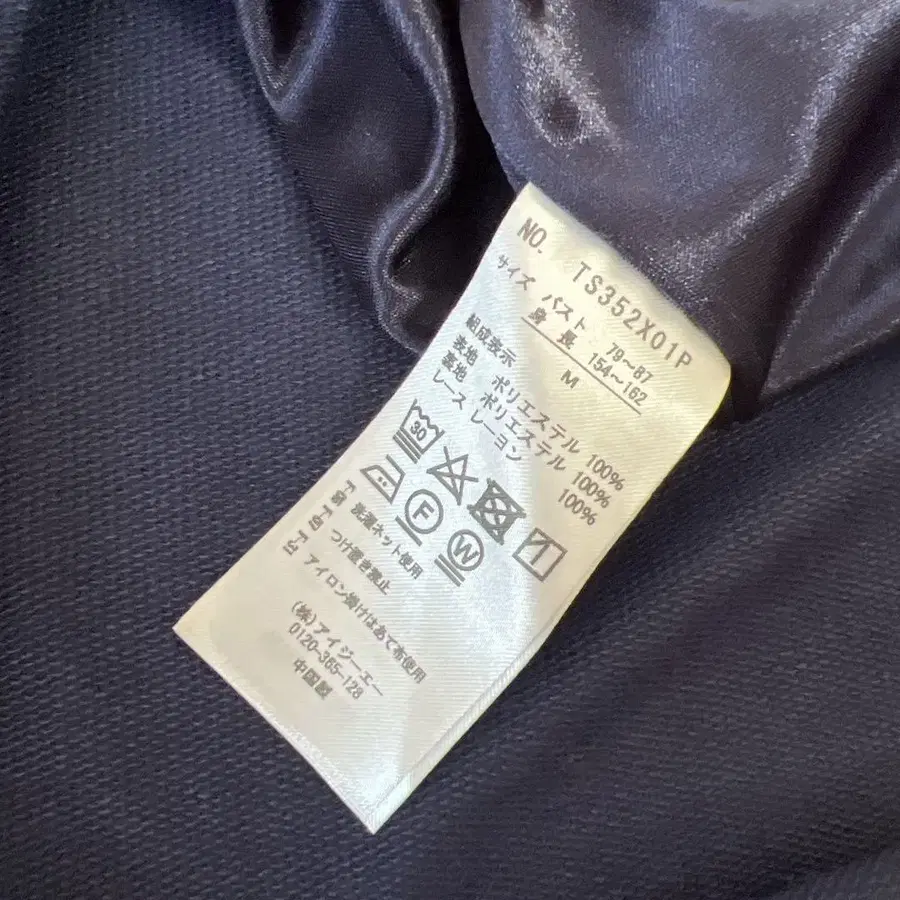 NO. TS352X01P
サイズ バスト 79~87
身長 154~162
M
組成表示
表地 ポリエステル 100%
裏地 ポリエステル 100%
レース レーヨン 100%
30
F
W
洗濯ネット使用
つけ置き禁止
アイロン掛けはあて布使用
(株)アイジーエー
0120-365-128
中国製